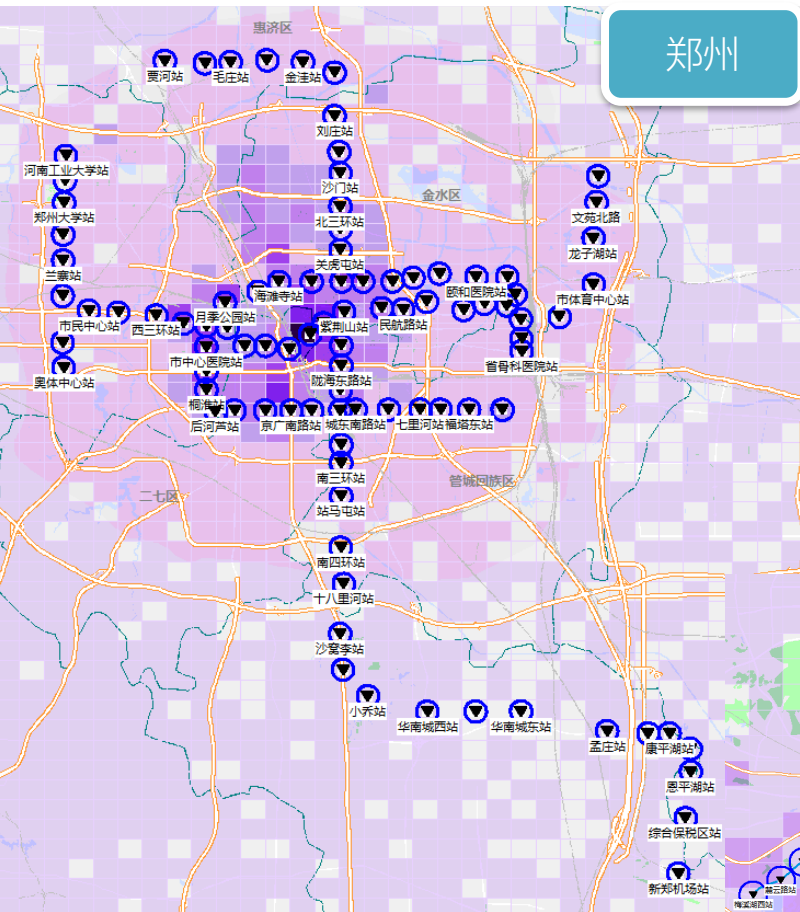 惠济区
郑州
贾河站
毛庄站
金洼站
刘庄站
河南工业大学站
沙门站
金水区
郑州大学站
北三环站
文苑北路
龙子湖站
关虎屯站
兰寨站
海滩寺站
颐和医院站
市体育中心站
月季公园站
市民中心站
西三环站
紫荆山站
民航路站
市中心医院站
省骨科医院站
奥体中心站
陇海东路站
桐淮站
后河芦站
京广南路站
城东南路站
七里河站
福塔东站
南三环站
管城回族区
二七区
站马屯站
南四环站
十八里河站
沙窝李站
小乔站
华南城西站
华南城东站
孟庄站
康平湖站
恩平湖站
综合保税区站
新郑机场站
梅溪湖西站